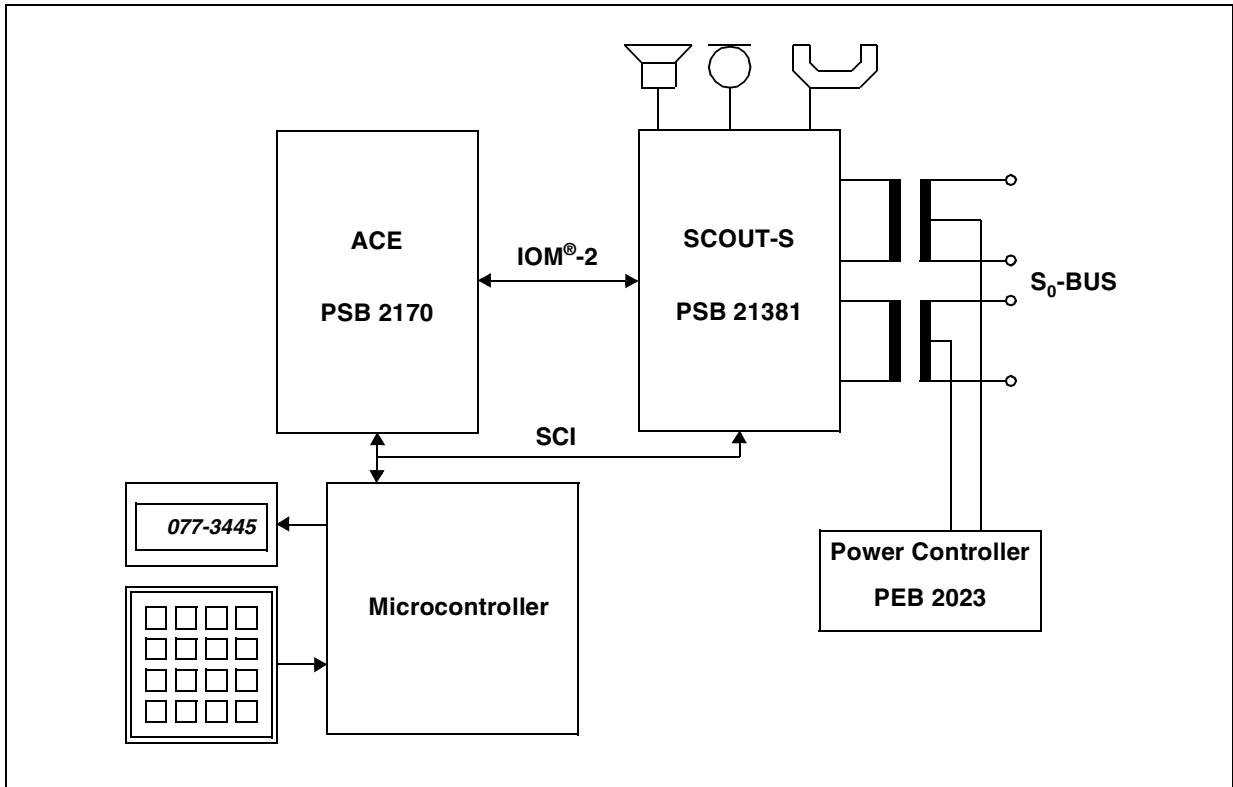 ACE
PSB 2170
IOM®-2
SCOUT-S
PSB 21381
S0-BUS
SCI
077-3445
Microcontroller
Power Controller
PEB 2023